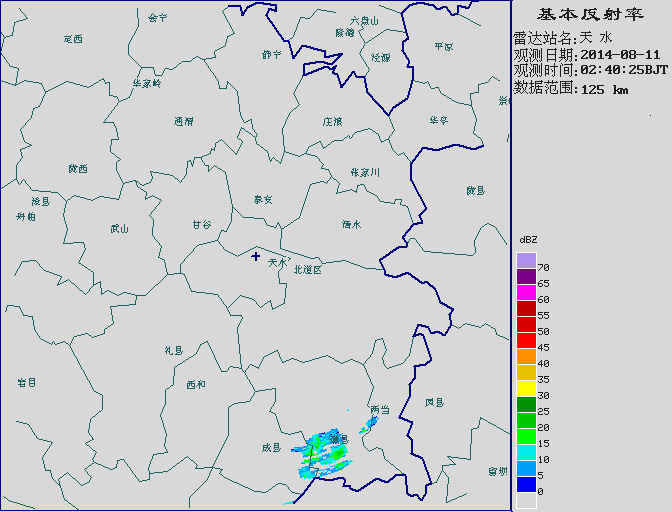 基本反射率
雷达站名:天 水
观测日期:2014-08-11
观测时间:02:40:25BJT
数据范围:125 km
会宁
六盘山
定西
隆德
平凉
静宁
泾源
华家岭
通渭
庄浪
华亭
陇西
张家川
陇县
漳县
泰安
武山
甘谷
清水
天水
北道区
dBZ
70
65
60
55
50
45
40
35
30
25
20
15
10
5
0
礼县
西和
宕昌
两当
凤县
成县
徽县
留坝